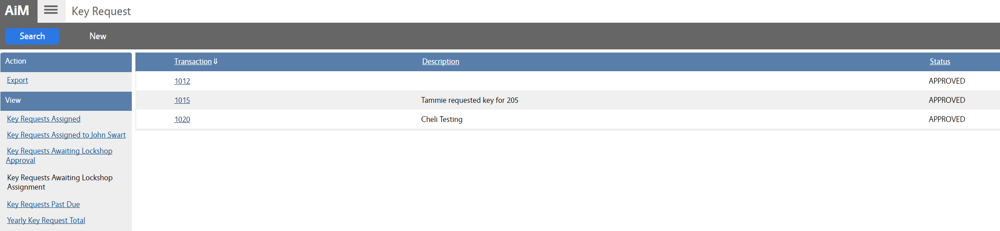 AiM Key Request
Search New
Action
Export
View
Key Requests Assigned
Key Requests Assigned to John Swart
Key Requests Awaiting Lockshop
Approval
Key Requests Awaiting Lockshop
Assignment
Key Requests Past Due
Yearly Key Request Total
Transaction⇓ Description Status
1012 APPROVED
1015 Tammie requested key for 205 APPROVED
1020 Cheli Testing APPROVED